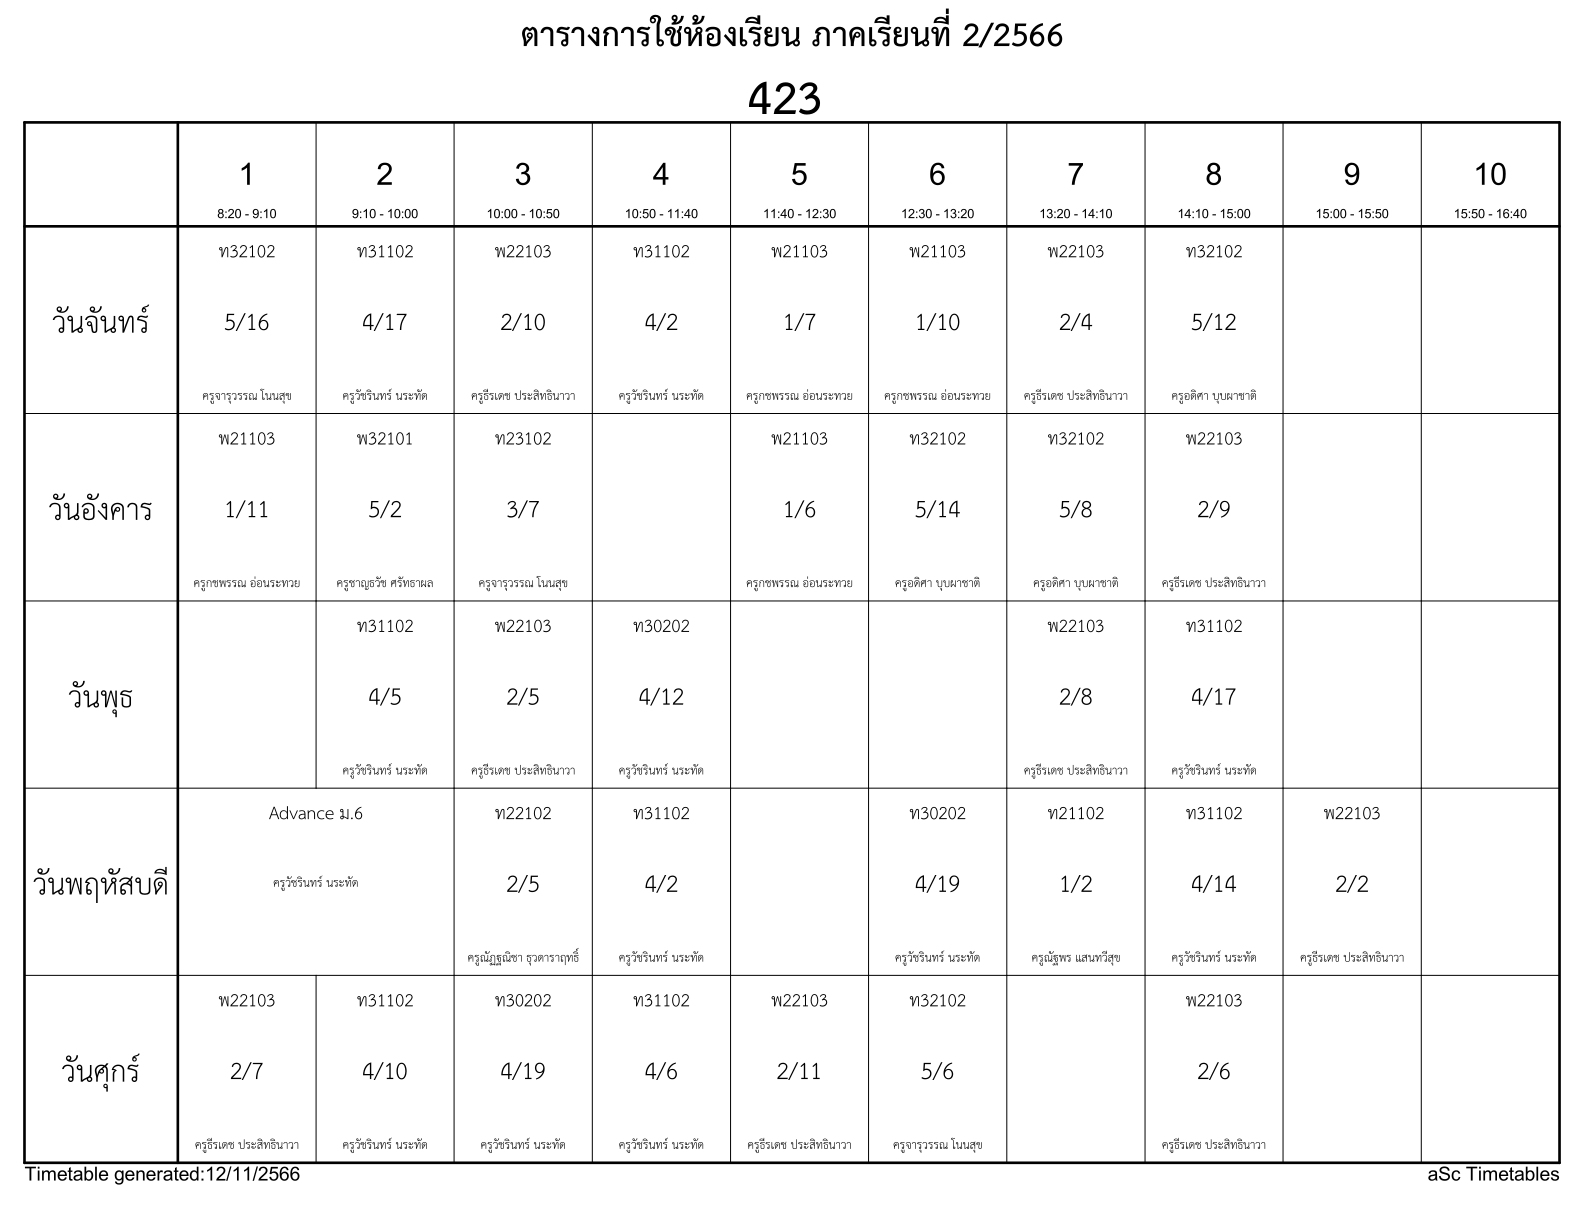 ตารางการใช้ห้องเรียน ภาคเรียนที่ 2/2566
423
1 2 3 4 5 6 7 8 9 10
8:20 - 9:10 9:10 - 10:00 10:00 - 10:50 10:50 - 11:40 11:40 - 12:30 12:30 - 13:20 13:20 - 14:10 14:10 - 15:00 15:00 - 15:50 15:50 - 16:40
ท32102 ท31102 พ22103 ท31102 พ21103 พ21103 พ22103 ท32102
วันจันทร์ 5/16 4/17 2/10 4/2 1/7 1/10 2/4 5/12
ครูจารุวรรณ โนนสุข ครูวัชรินทร์ นระทัด ครูธีรเดช ประสิทธินาวา ครูวัชรินทร์ นระทัด ครูกชพรรณ อ่อนระทวย ครูกชพรรณ อ่อนระทวย ครูธีรเดช ประสิทธินาวา ครูอดิศา บุบผาชาติ
พ21103 พ32101 ท23102 พ21103 ท32102 ท32102 พ22103
วันอังคาร 1/11 5/2 3/7 1/6 5/14 5/8 2/9
ครูกชพรรณ อ่อนระทวย ครูชาญธวัช ศรัทธาผล ครูจารุวรรณ โนนสุข ครูกชพรรณ อ่อนระทวย ครูอดิศา บุบผาชาติ ครูอดิศา บุบผาชาติ ครูธีรเดช ประสิทธินาวา
ท31102 พ22103 ท30202 พ22103 ท31102
วันพุธ 4/5 2/5 4/12 2/8 4/17
ครูวัชรินทร์ นระทัด ครูธีรเดช ประสิทธินาวา ครูวัชรินทร์ นระทัด ครูธีรเดช ประสิทธินาวา ครูวัชรินทร์ นระทัด
Advance ม.6 ท22102 ท31102 ท30202 ท21102 ท31102 พ22103
วันพฤหัสบดี ครูวัชรินทร์ นระทัด 2/5 4/2 4/19 1/2 4/14 2/2
ครูณัฏฐณิชา ธุวดาราฤทธิ์ ครูวัชรินทร์ นระทัด ครูวัชรินทร์ นระทัด ครูณัฐพร แสนทวีสุข ครูวัชรินทร์ นระทัด ครูธีรเดช ประสิทธินาวา
พ22103 ท31102 ท30202 ท31102 พ22103 ท32102 พ22103
วันศุกร์ 2/7 4/10 4/19 4/6 2/11 5/6 2/6
ครูธีรเดช ประสิทธินาวา ครูวัชรินทร์ นระทัด ครูวัชรินทร์ นระทัด ครูวัชรินทร์ นระทัด ครูธีรเดช ประสิทธินาวา ครูจารุวรรณ โนนสุข ครูธีรเดช ประสิทธินาวา
Timetable generated:12/11/2566 aSc Timetables